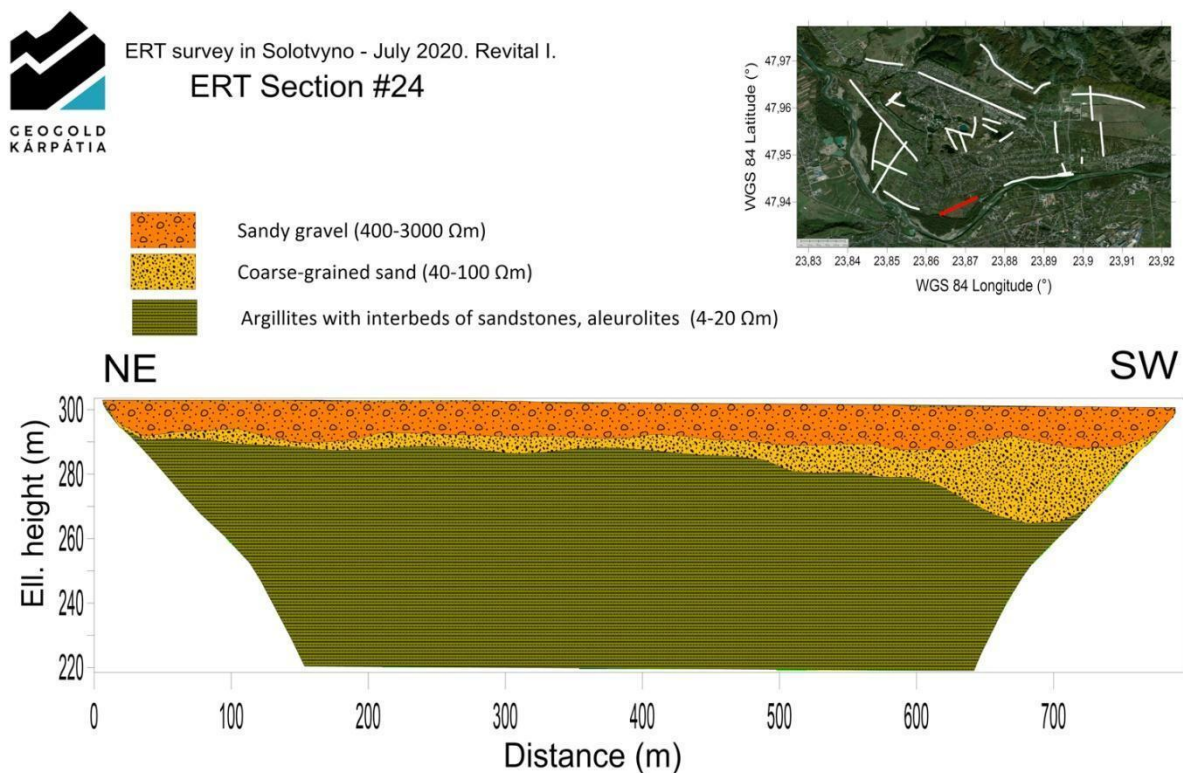 GEOGOLD
KÁRPÁTIA
ERT survey in Solotvyno - July 2020. Revital I.
ERT Section #24
WGS 84 Latitude (°)
47,97
47,96
47,95
47,94
23,83 23,84 23,85 23,86 23,87 23,88 23,89 23,9 23,91 23,92
WGS 84 Longitude (°)
Sandy gravel (400-3000 Ωm)
Coarse-grained sand (40-100 Ωm)
Argillites with interbeds of sandstones, aleurolites (4-20 Ωm)
NE
SW
Ell. height (m)
300
280
260
240
220
0 100 200 300 400 500 600 700
Distance (m)